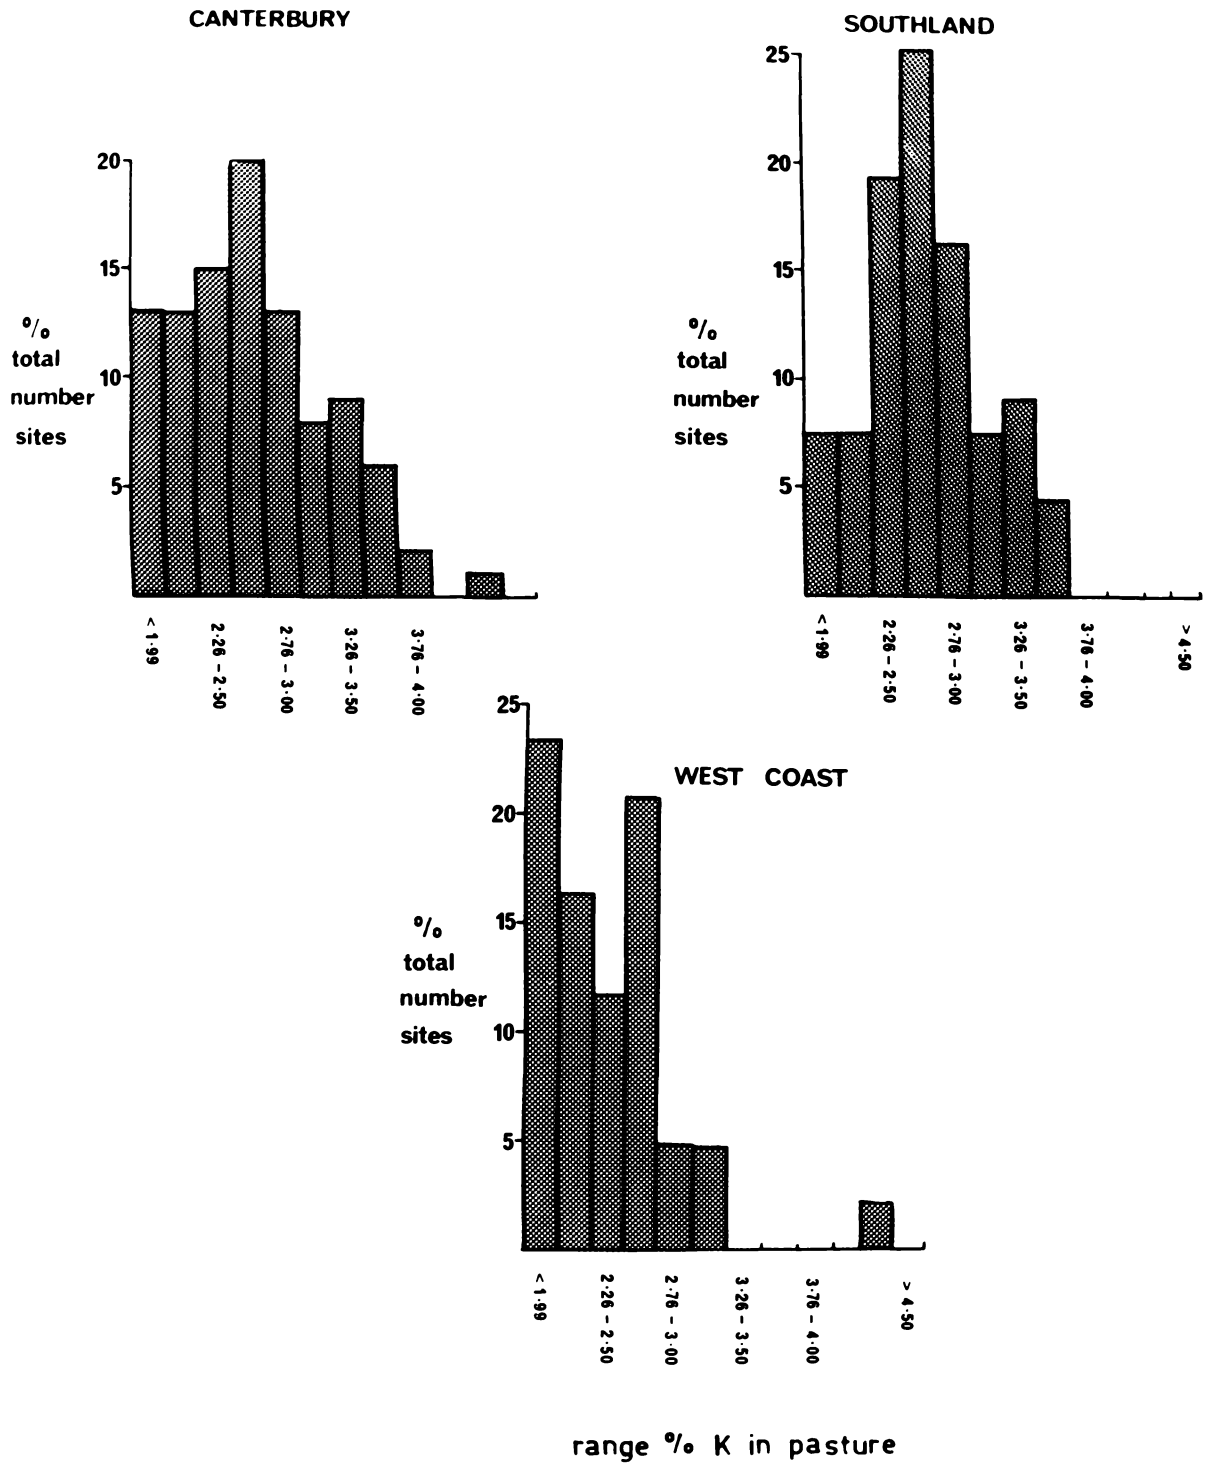 CANTERBURY
20
15
10
5
%
total
number
sites
< 1·99
2·26 – 2·50
2·76 – 3·00
3·26 – 3·50
3·76 – 4·00
SOUTHLAND
25
20
15
10
5
%
total
number
sites
< 1·99
2·26 – 2·50
2·76 – 3·00
3·26 – 3·50
3·76 – 4·00
> 4·50
WEST COAST
25
20
15
10
5
%
total
number
sites
< 1·99
2·26 – 2·50
2·76 – 3·00
3·26 – 3·50
3·76 – 4·00
> 4·50
range % K in pasture